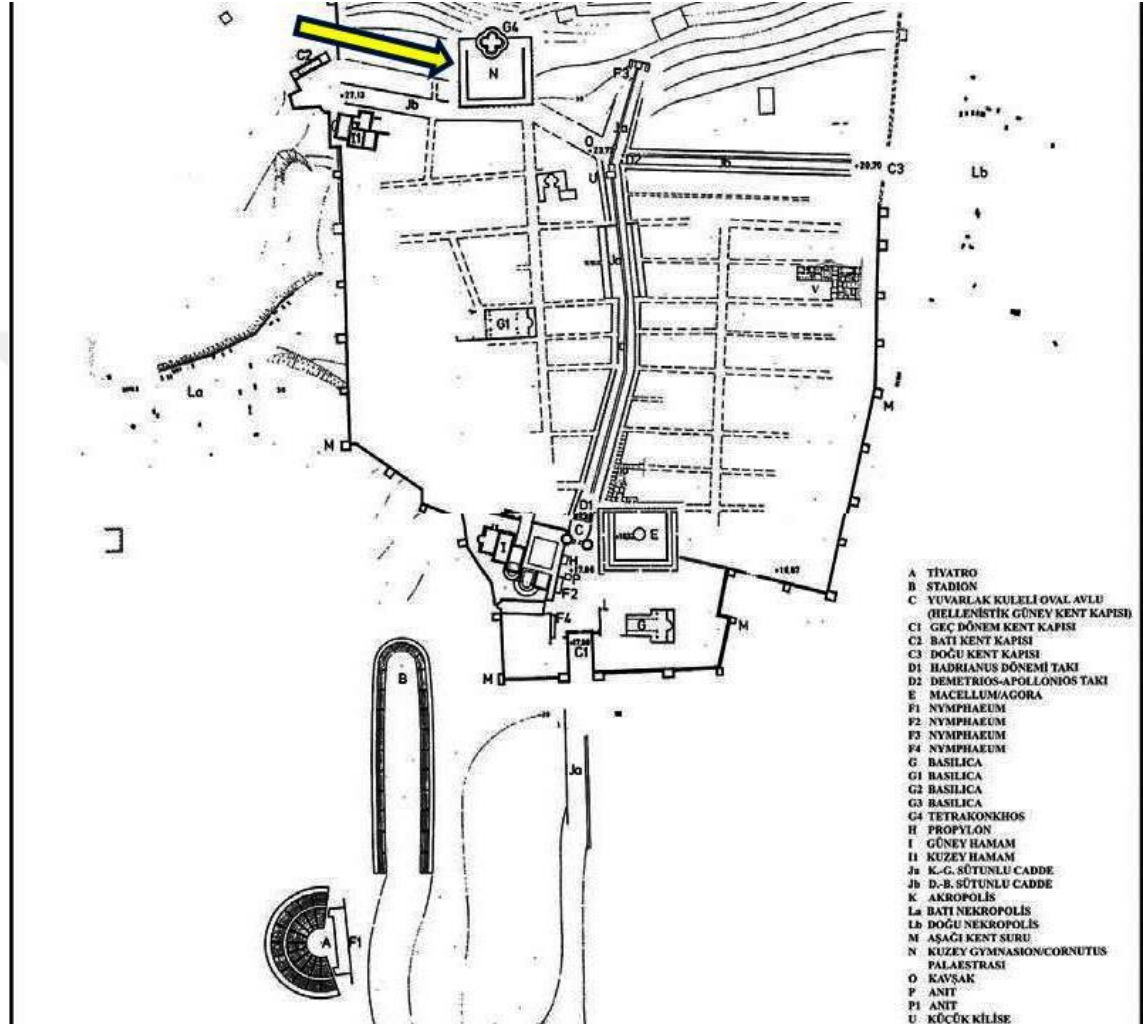 G4
C2
N
F3
+27,13
Jb
I1
Ja
O
D2
Jb
+20,70
C3
Lb
U
Ja
V
G1
La
M
M
D1
C
E
I
H
P
F2
L
F4
G
M
C1
M
B
Ja
A
F1
A TİYATRO
B STADION
C YUVARLAK KULELİ OVAL AVLU
(HELLENİSTİK GÜNEY KENT KAPISI)
C1 GEÇ DÖNEM KENT KAPISI
C2 BATI KENT KAPISI
C3 DOĞU KENT KAPISI
D1 HADRIANUS DÖNEMİ TAKI
D2 DEMETRIOS-APOLLONIOS TAKI
E MACELLUM/AGORA
F1 NYMPHAEUM
F2 NYMPHAEUM
F3 NYMPHAEUM
F4 NYMPHAEUM
G BASILICA
G1 BASILICA
G2 BASILICA
G3 BASILICA
G4 TETRAKONKHOS
H PROPYLON
I GÜNEY HAMAM
I1 KUZEY HAMAM
Ja K.-G. SÜTUNLU CADDE
Jb D.-B. SÜTUNLU CADDE
K AKROPOLİS
La BATI NEKROPOLİS
Lb DOĞU NEKROPOLİS
M AŞAĞI KENT SURU
N KUZEY GYMNASION/CORNUTUS
PALAESTRASI
O KAVŞAK
P ANIT
P1 ANIT
U KÜÇÜK KİLİSE